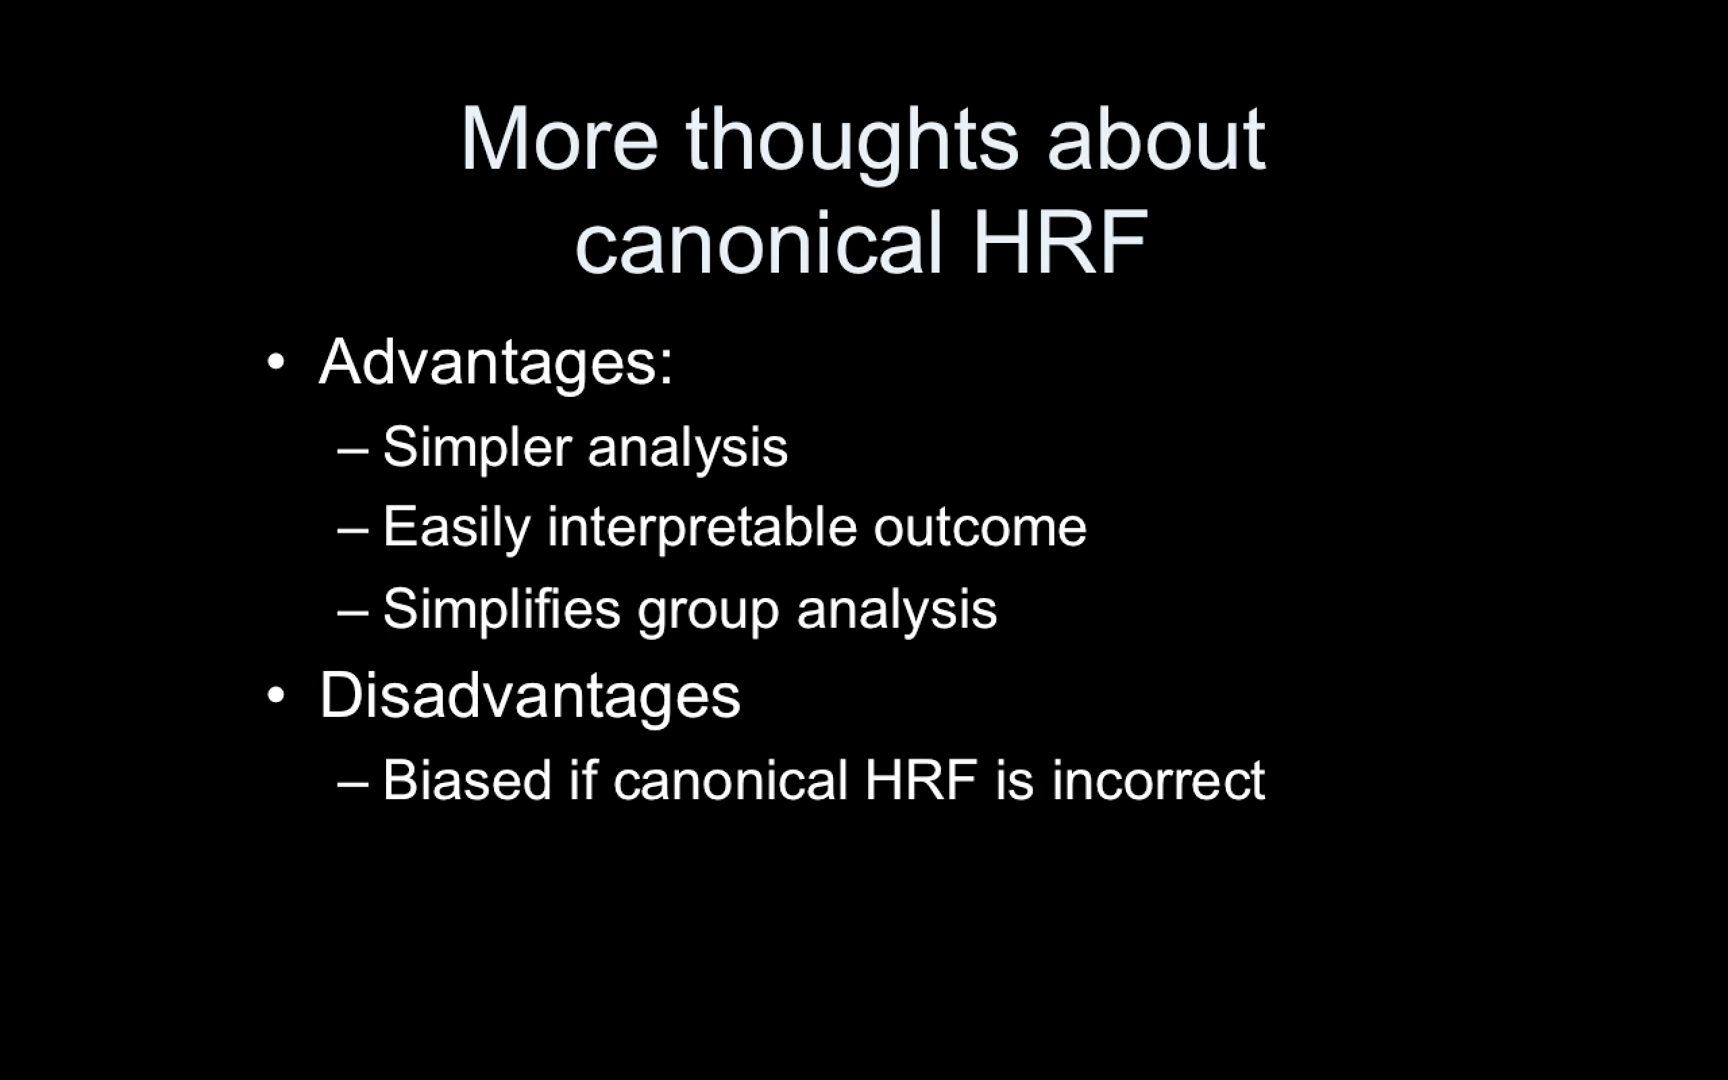 More thoughts about
canonical HRF
• Advantages:
– Simpler analysis
– Easily interpretable outcome
– Simplifies group analysis
• Disadvantages
– Biased if canonical HRF is incorrect